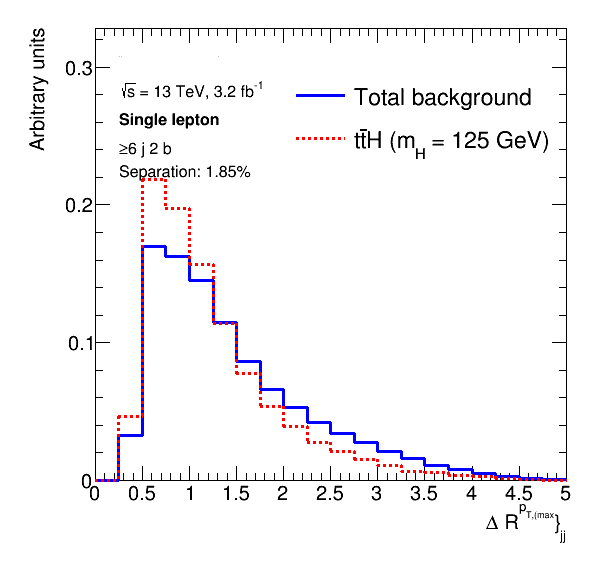 Arbitrary units
0.3
0.2
0.1
0
√s = 13 TeV, 3.2 fb⁻¹
Single lepton
≥6 j 2 b
Separation: 1.85%
Total background
tt̄H (m_H = 125 GeV)
0 0.5 1 1.5 2 2.5 3 3.5 4 4.5 5
Δ R^{p_{T,(max}}_{jj}